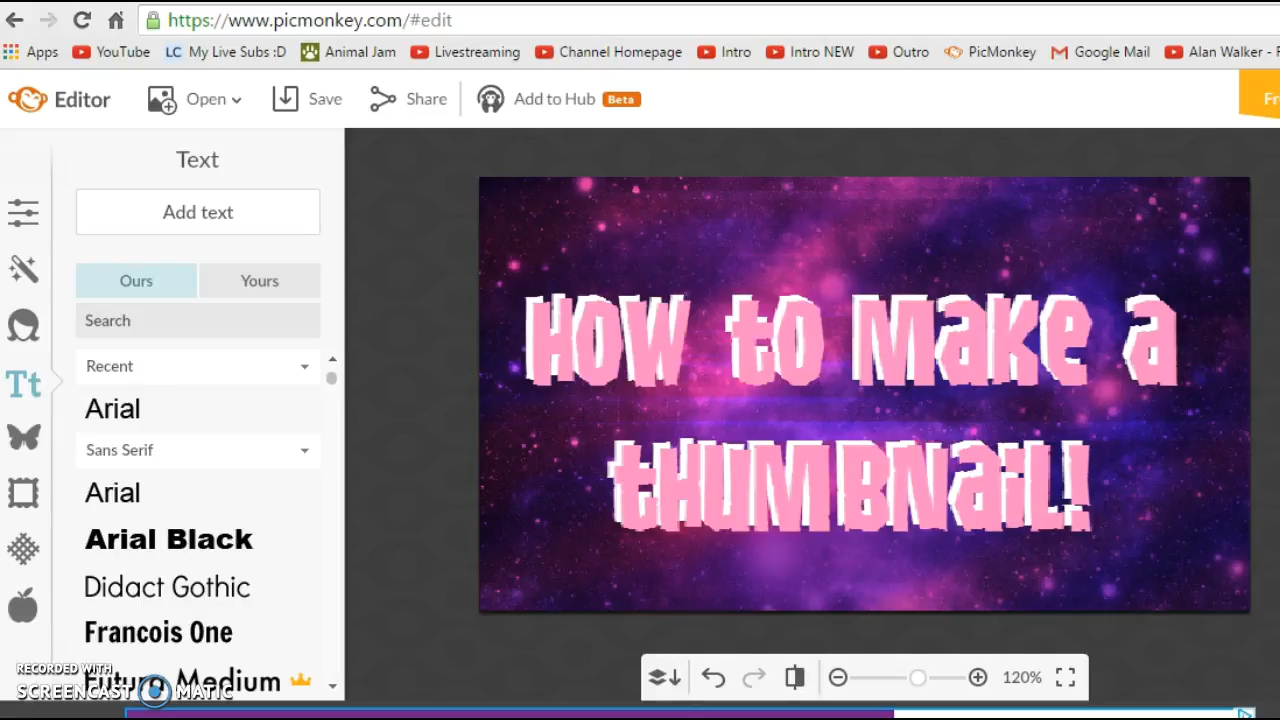 https://www.picmonkey.com/#edit
Apps YouTube LC My Live Subs :D Animal Jam Livestreaming Channel Homepage Intro Intro NEW Outro PicMonkey Google Mail Alan Walker -
Editor Open Save Share Add to Hub Beta
Text
Add text
Ours Yours
Search
Recent
Arial
Sans Serif
Arial
Arial Black
Didact Gothic
Francois One
Futura Medium
HOW to MaKe a
tHUMBNaiL!
120%
RECORDED WITH
SCREENCAST MATIC